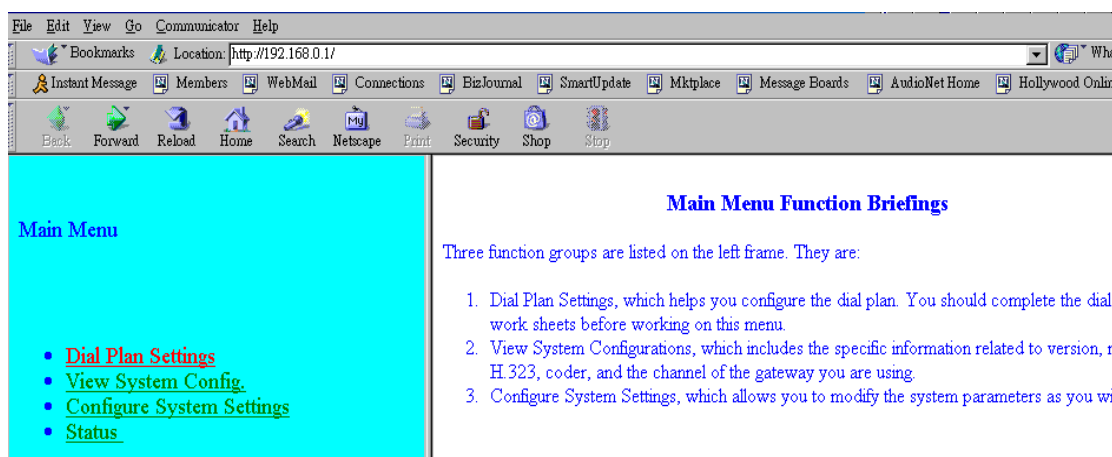 File Edit View Go Communicator Help
Bookmarks Location: http://192.168.0.1/
Instant Message Members WebMail Connections BizJournal SmartUpdate Mktplace Message Boards AudioNet Home Hollywood Onlin
My
Back Forward Reload Home Search Netscape Print Security Shop Stop
Main Menu
Dial Plan Settings
View System Config.
Configure System Settings
Status
Main Menu Function Briefings
Three function groups are listed on the left frame. They are:
1. Dial Plan Settings, which helps you configure the dial plan. You should complete the dial
work sheets before working on this menu.
2. View System Configurations, which includes the specific information related to version,
H.323, coder, and the channel of the gateway you are using.
3. Configure System Settings, which allows you to modify the system parameters as you